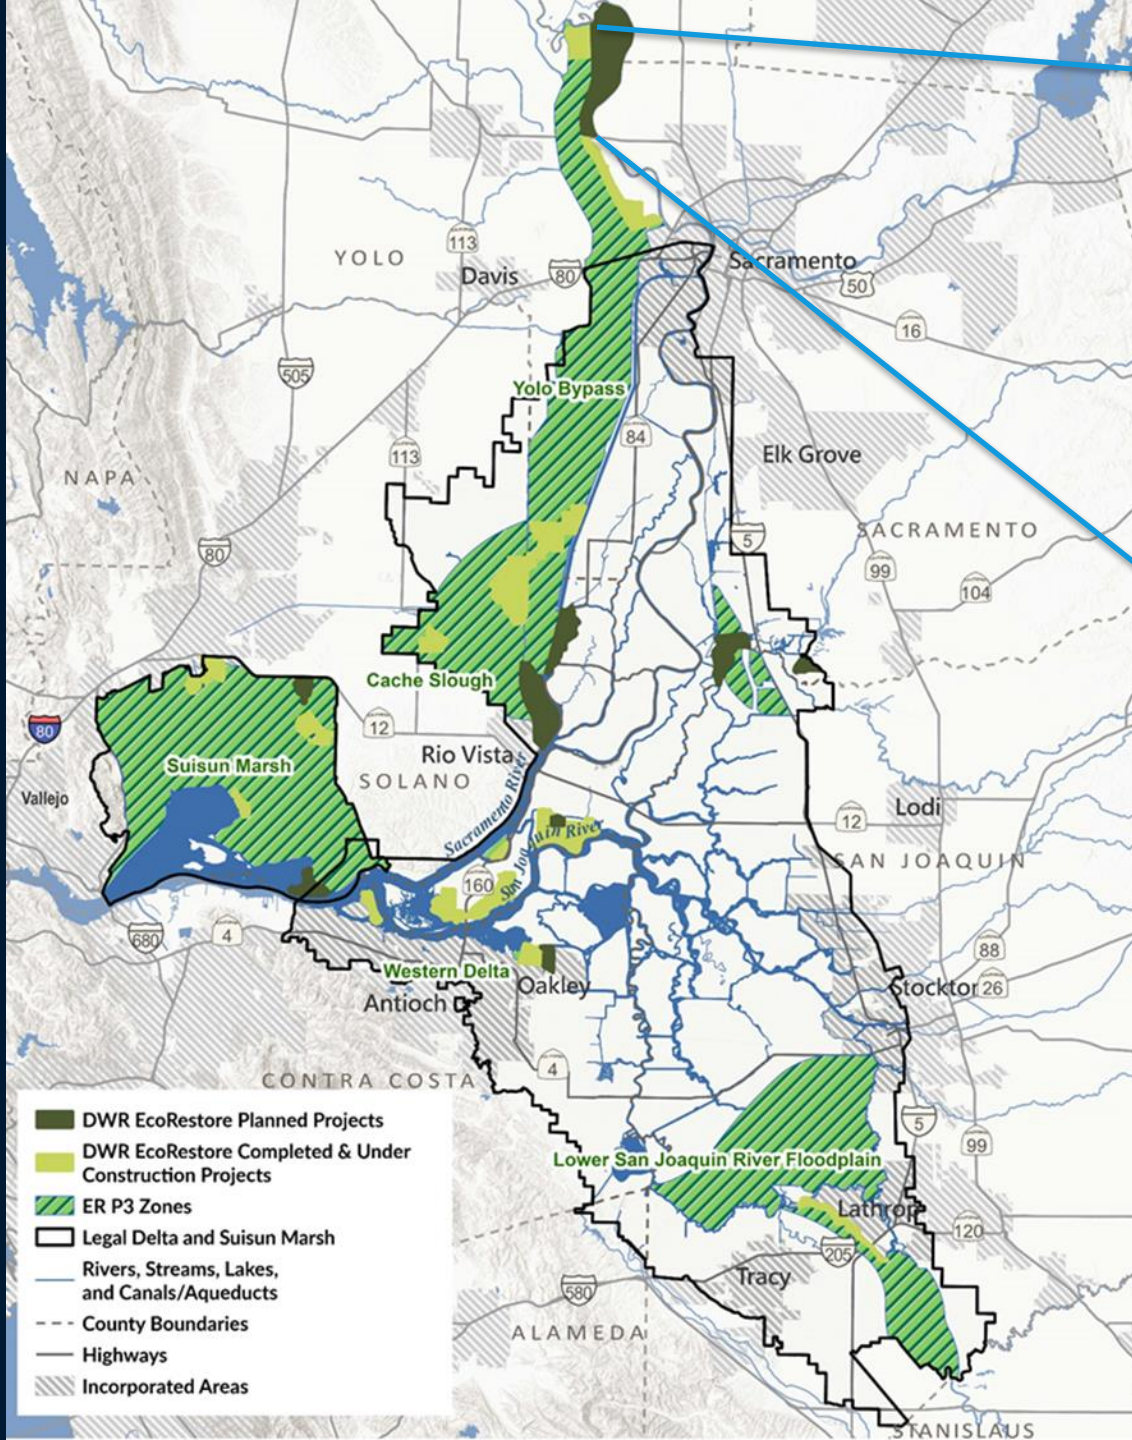 YOLO
113
Davis
80
Sacramento
50
16
505
Yolo Bypass
84
113
Elk Grove
NAPA
80
5
SACRAMENTO
99
104
Cache Slough
12
80
Rio Vista
Suisun Marsh
SOLANO
Vallejo
Sacramento River
Lodi
12
San Joaquin River
SAN JOAQUIN
160
680
4
88
Western Delta
Oakley
Stockton
26
Antioch
4
CONTRA COSTA
5
99
Lower San Joaquin River Floodplain
Lathrop
120
205
Tracy
580
ALAMEDA
STANISLAUS
DWR EcoRestore Planned Projects
DWR EcoRestore Completed & Under
Construction Projects
ER P3 Zones
Legal Delta and Suisun Marsh
Rivers, Streams, Lakes,
and Canals/Aqueducts
County Boundaries
Highways
Incorporated Areas